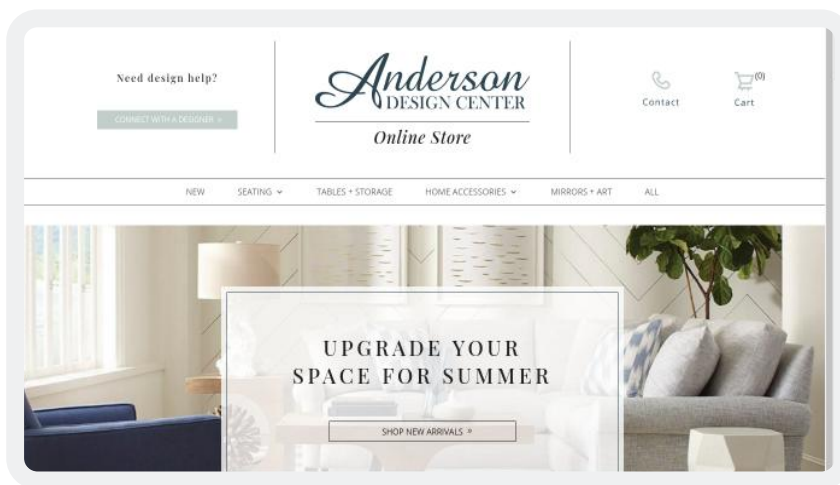 Need design help?
CONNECT WITH A DESIGNER »
Anderson
DESIGN CENTER
Online Store
Contact
(0)
Cart
NEW SEATING TABLES + STORAGE HOME ACCESSORIES MIRRORS + ART ALL
UPGRADE YOUR
SPACE FOR SUMMER
SHOP NEW ARRIVALS »